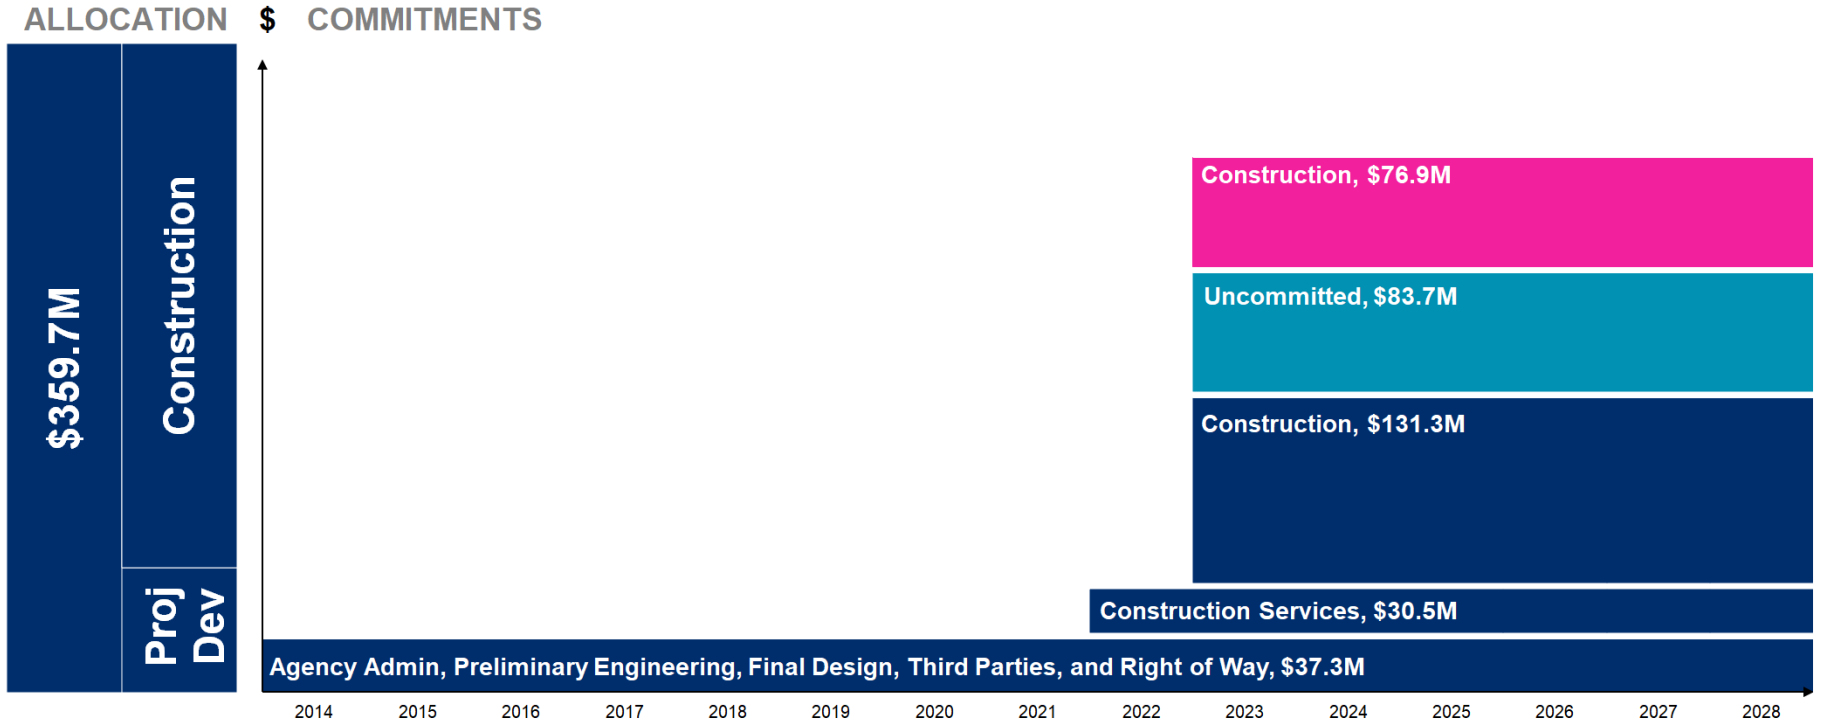 ALLOCATION $ COMMITMENTS
$359.7M
Construction
Proj
Dev
Construction, $76.9M
Uncommitted, $83.7M
Construction, $131.3M
Construction Services, $30.5M
Agency Admin, Preliminary Engineering, Final Design, Third Parties, and Right of Way, $37.3M
2014 2015 2016 2017 2018 2019 2020 2021 2022 2023 2024 2025 2026 2027 2028